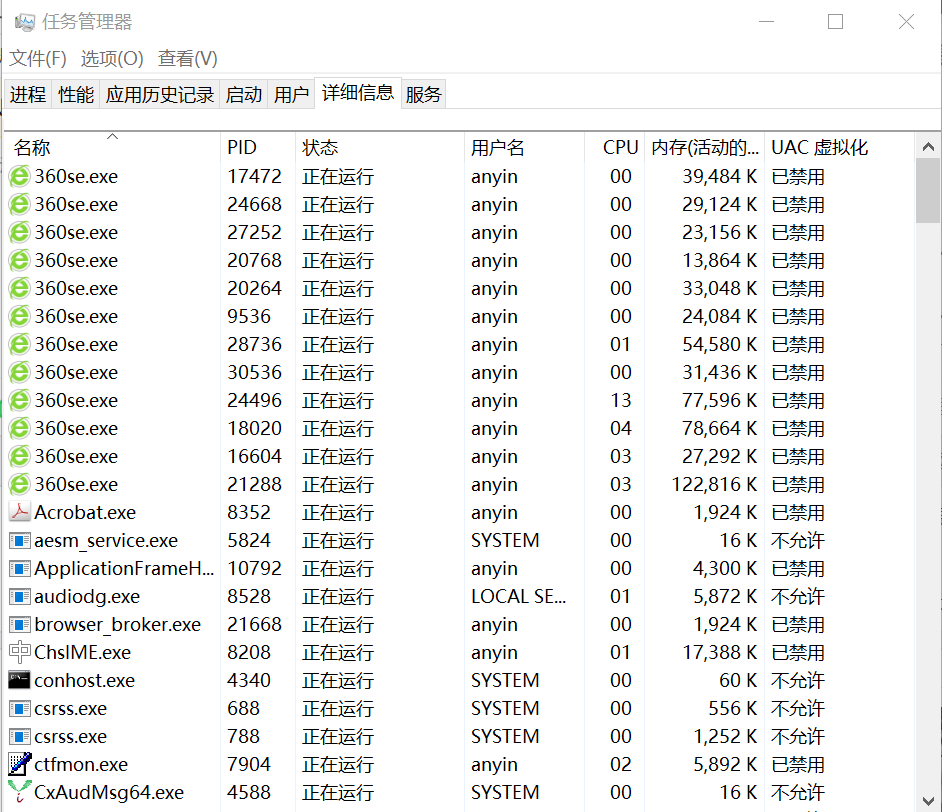 任务管理器
文件(F) 选项(O) 查看(V)
进程 性能 应用历史记录 启动 用户 详细信息 服务
名称 PID 状态 用户名 CPU 内存(活动的... UAC 虚拟化
360se.exe 17472 正在运行 anyin 00 39,484 K 已禁用
360se.exe 24668 正在运行 anyin 00 29,124 K 已禁用
360se.exe 27252 正在运行 anyin 00 23,156 K 已禁用
360se.exe 20768 正在运行 anyin 00 13,864 K 已禁用
360se.exe 20264 正在运行 anyin 00 33,048 K 已禁用
360se.exe 9536 正在运行 anyin 00 24,084 K 已禁用
360se.exe 28736 正在运行 anyin 01 54,580 K 已禁用
360se.exe 30536 正在运行 anyin 00 31,436 K 已禁用
360se.exe 24496 正在运行 anyin 13 77,596 K 已禁用
360se.exe 18020 正在运行 anyin 04 78,664 K 已禁用
360se.exe 16604 正在运行 anyin 03 27,292 K 已禁用
360se.exe 21288 正在运行 anyin 03 122,816 K 已禁用
Acrobat.exe 8352 正在运行 anyin 00 1,924 K 已禁用
aesm_service.exe 5824 正在运行 SYSTEM 00 16 K 不允许
ApplicationFrameH... 10792 正在运行 anyin 00 4,300 K 已禁用
audiodg.exe 8528 正在运行 LOCAL SE... 01 5,872 K 不允许
browser_broker.exe 21668 正在运行 anyin 00 1,924 K 已禁用
ChsIME.exe 8208 正在运行 anyin 01 17,388 K 已禁用
conhost.exe 4340 正在运行 SYSTEM 00 60 K 不允许
csrss.exe 688 正在运行 SYSTEM 00 556 K 不允许
csrss.exe 788 正在运行 SYSTEM 00 1,252 K 不允许
ctfmon.exe 7904 正在运行 anyin 02 5,892 K 已禁用
CxAudMsg64.exe 4588 正在运行 SYSTEM 00 16 K 不允许